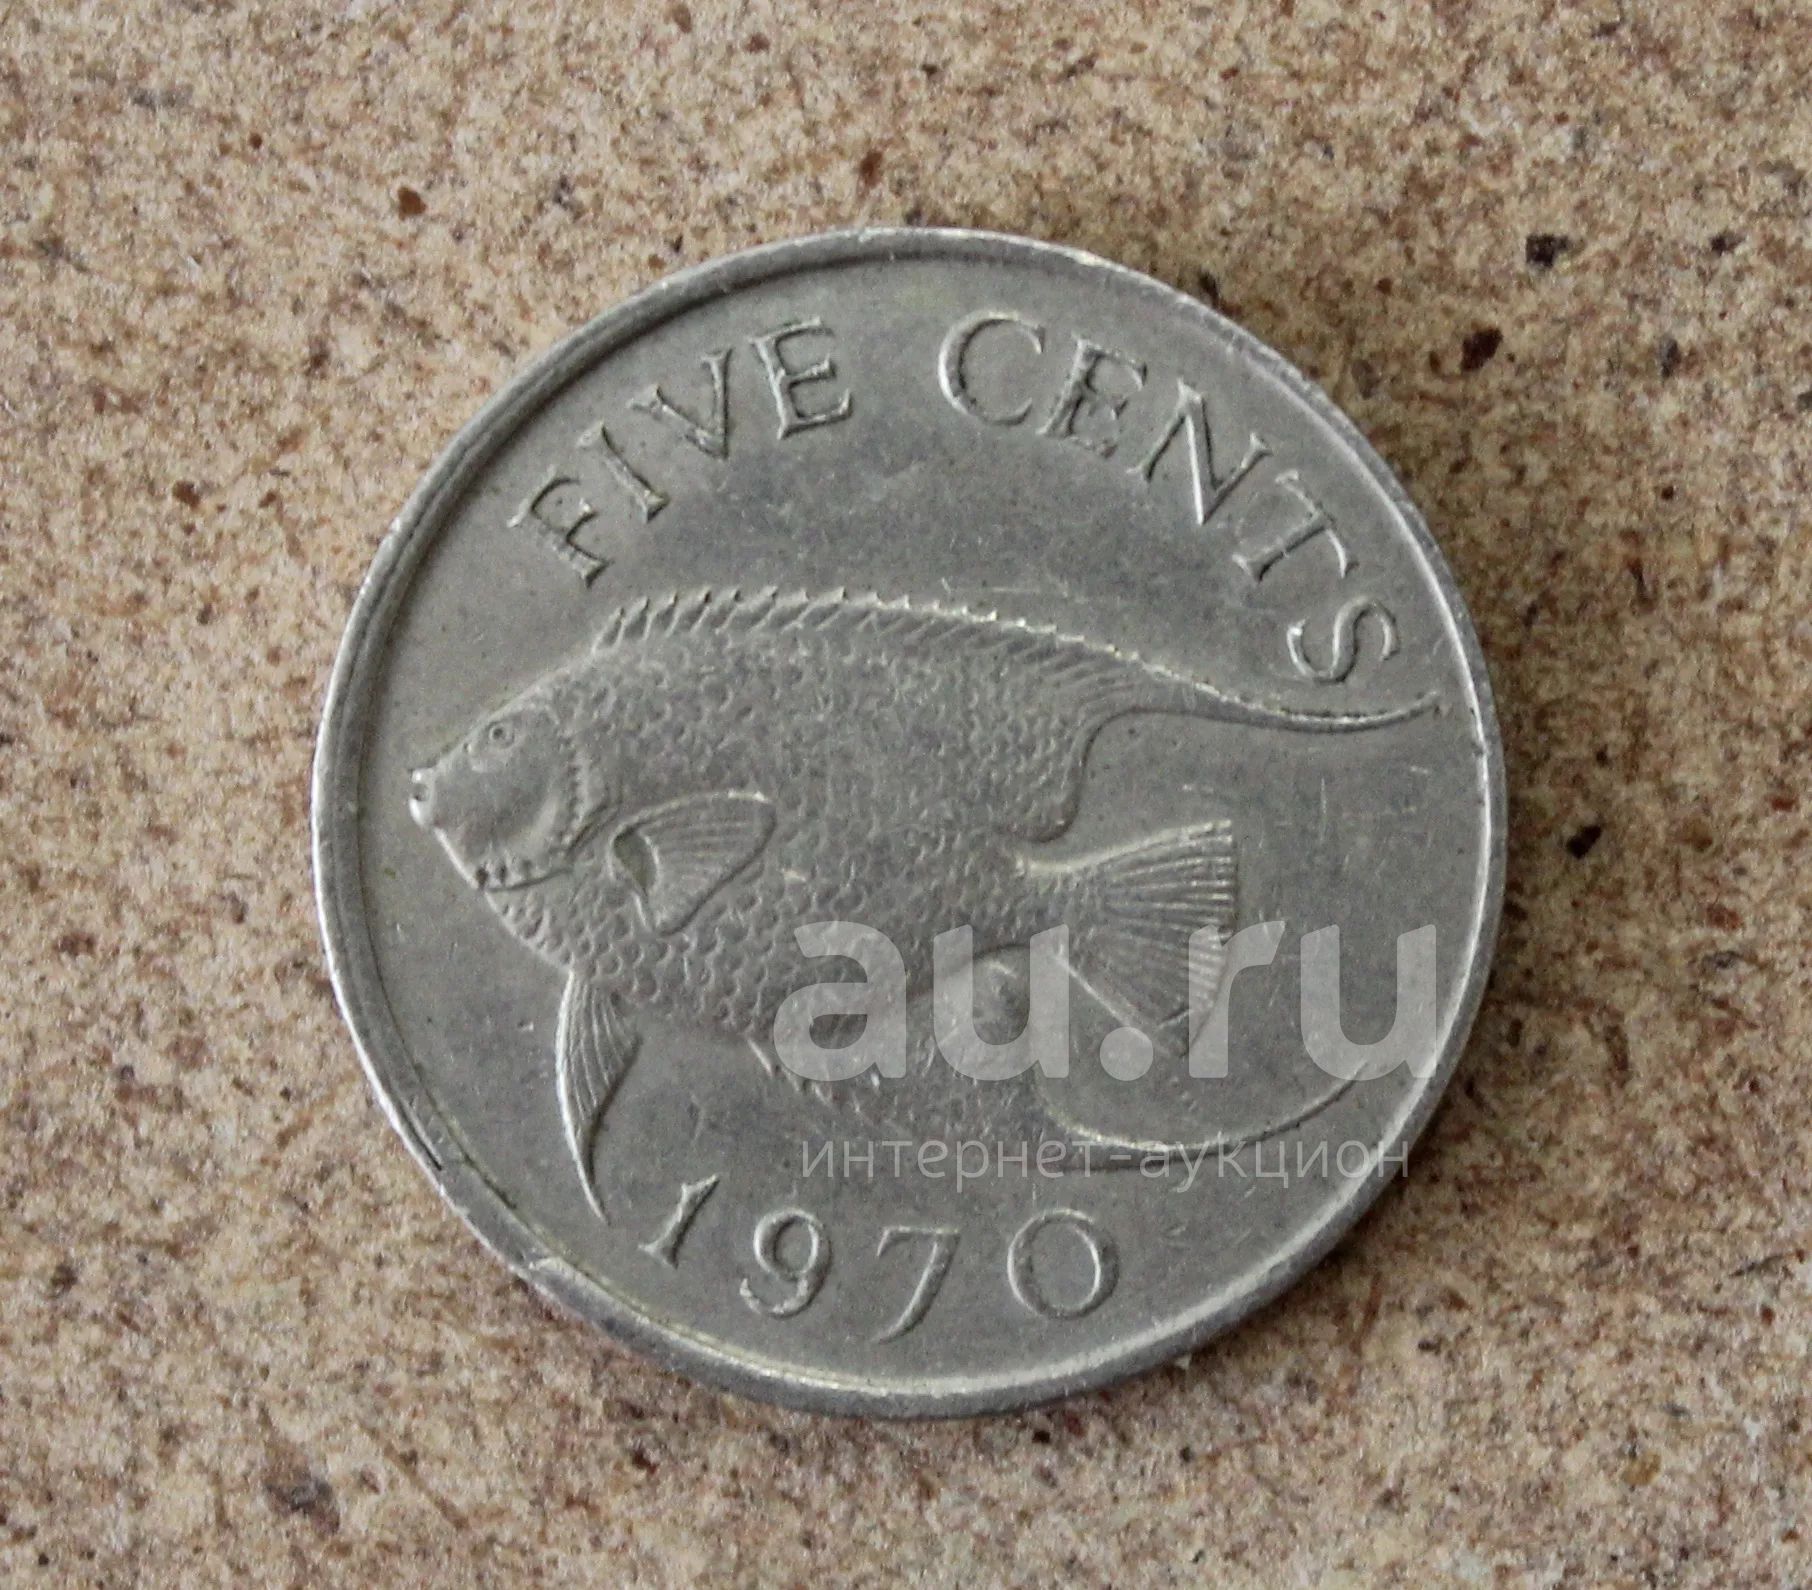 FIVE CENTS
au.ru
интернет-аукцион
1970